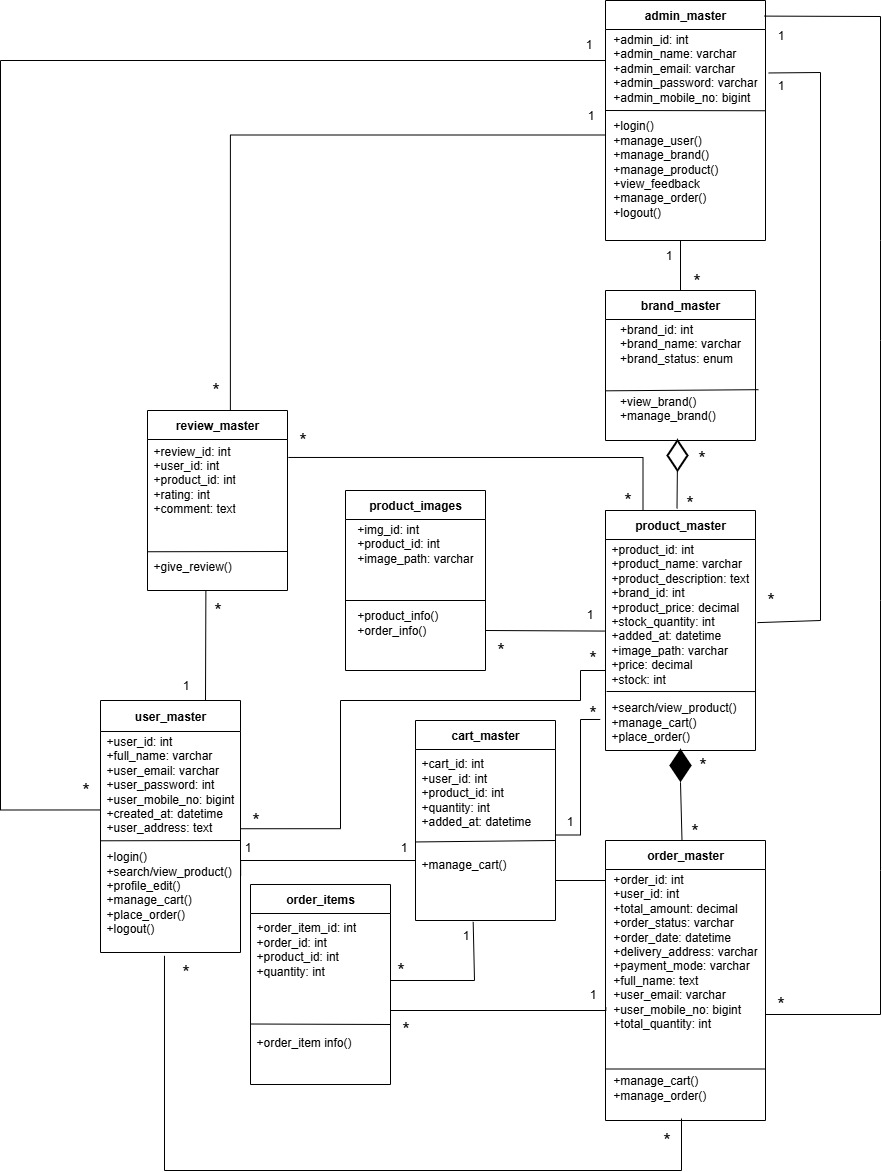 admin_master
+admin_id: int
+admin_name: varchar
+admin_email: varchar
+admin_password: varchar
+admin_mobile_no: bigint
+login()
+manage_user()
+manage_brand()
+manage_product()
+view_feedback
+manage_order()
+logout()
1
1
1
1
1
*
brand_master
+brand_id: int
+brand_name: varchar
+brand_status: enum
+view_brand()
+manage_brand()
*
*
*
review_master
+review_id: int
+user_id: int
+product_id: int
+rating: int
+comment: text
+give_review()
*
*
*
1
product_images
+img_id: int
+product_id: int
+image_path: varchar
+product_info()
+order_info()
*
1
product_master
+product_id: int
+product_name: varchar
+product_description: text
+brand_id: int
+product_price: decimal
+stock_quantity: int
+added_at: datetime
+image_path: varchar
+price: decimal
+stock: int
+search/view_product()
+manage_cart()
+place_order()
*
*
*
*
*
user_master
+user_id: int
+full_name: varchar
+user_email: varchar
+user_password: int
+user_mobile_no: bigint
+created_at: datetime
+user_address: text
+login()
+search/view_product()
+profile_edit()
+manage_cart()
+place_order()
+logout()
*
*
1
*
cart_master
+cart_id: int
+user_id: int
+product_id: int
+quantity: int
+added_at: datetime
+manage_cart()
1
1
1
order_items
+order_item_id: int
+order_id: int
+product_id: int
+quantity: int
+order_item info()
*
*
1
order_master
+order_id: int
+user_id: int
+total_amount: decimal
+order_status: varchar
+order_date: datetime
+delivery_address: varchar
+payment_mode: varchar
+full_name: text
+user_email: varchar
+user_mobile_no: bigint
+total_quantity: int
+manage_cart()
+manage_order()
*
*